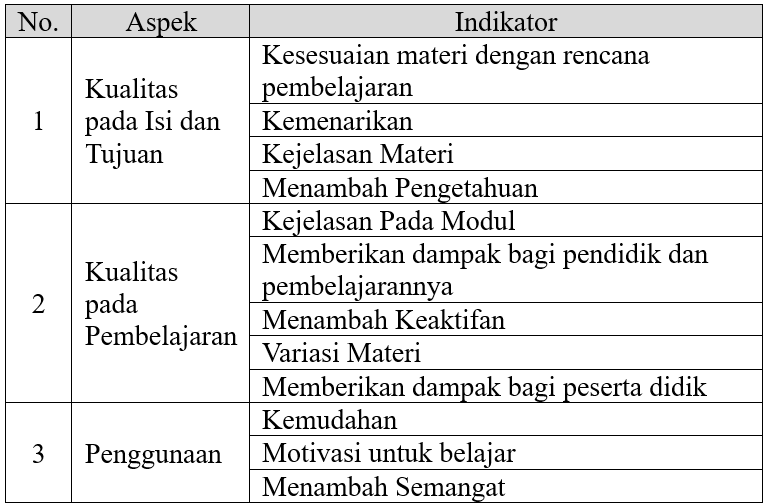 No. Aspek Indikator
1
Kualitas
pada Isi dan
Tujuan
Kesesuaian materi dengan rencana
pembelajaran
Kemenarikan
Kejelasan Materi
Menambah Pengetahuan
2
Kualitas
pada
Pembelajaran
Kejelasan Pada Modul
Memberikan dampak bagi pendidik dan
pembelajarannya
Menambah Keaktifan
Variasi Materi
Memberikan dampak bagi peserta didik
3
Penggunaan
Kemudahan
Motivasi untuk belajar
Menambah Semangat